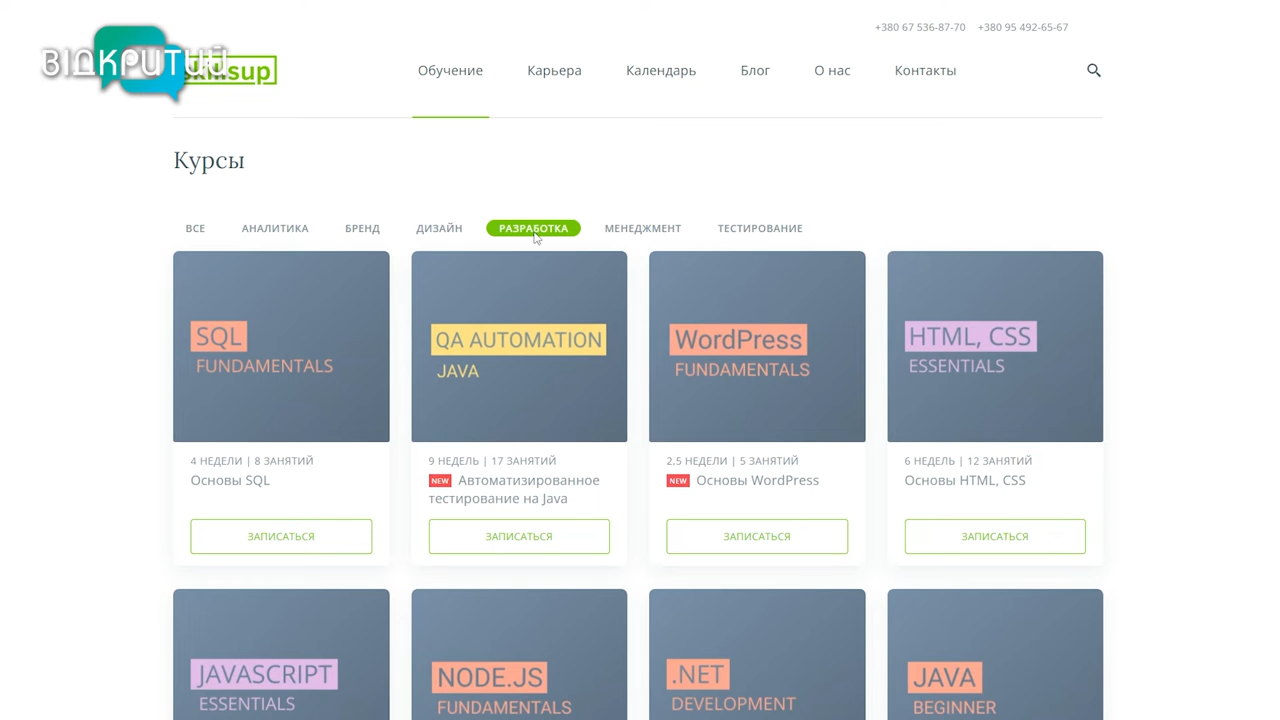 +380 67 536-87-70 +380 95 492-65-67
ВІДКРИТИЙ
skillsup
Обучение Карьера Календарь Блог О нас Контакты
Курсы
ВСЕ АНАЛИТИКА БРЕНД ДИЗАЙН РАЗРАБОТКА МЕНЕДЖМЕНТ ТЕСТИРОВАНИЕ
SQL
FUNDAMENTALS
4 НЕДЕЛИ | 8 ЗАНЯТИЙ
Основы SQL
ЗАПИСАТЬСЯ
QA AUTOMATION
JAVA
9 НЕДЕЛЬ | 17 ЗАНЯТИЙ
NEW Автоматизированное
тестирование на Java
ЗАПИСАТЬСЯ
WordPress
FUNDAMENTALS
2,5 НЕДЕЛИ | 5 ЗАНЯТИЙ
NEW Основы WordPress
ЗАПИСАТЬСЯ
HTML, CSS
ESSENTIALS
6 НЕДЕЛЬ | 12 ЗАНЯТИЙ
Основы HTML, CSS
ЗАПИСАТЬСЯ
JAVASCRIPT
ESSENTIALS
NODE.JS
FUNDAMENTALS
.NET
DEVELOPMENT
JAVA
BEGINNER